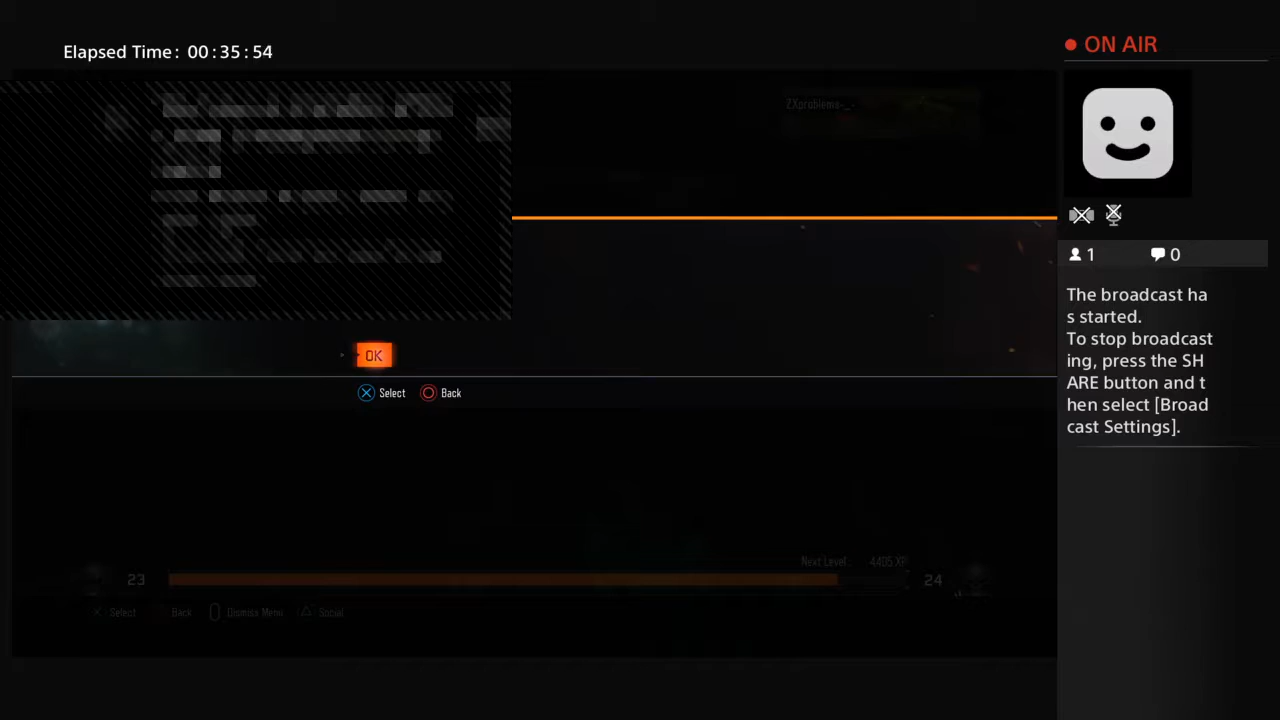 Elapsed Time: 00:35:54
ON AIR
ZXproblems-_-
1
0
The broadcast ha
s started.
To stop broadcast
ing, press the SH
ARE button and t
hen select [Broad
cast Settings].
OK
Select
Back
Next Level: 4405 XP
23
24
Select
Back
Dismiss Menu
Social